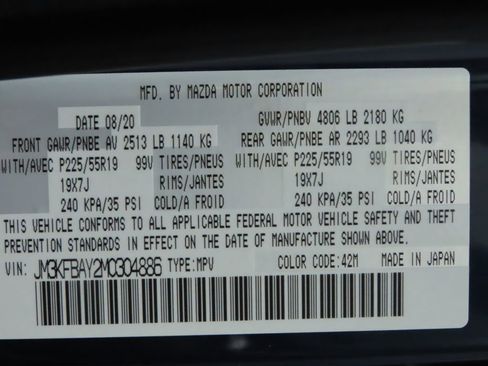 MFD. BY MAZDA MOTOR CORPORATION
DATE 08/20 GVWR/PNBV 4806 LB 2180 KG
FRONT GAWR/PNBE AV 2513 LB 1140 KG REAR GAWR/PNBE AR 2293 LB 1040 KG
WITH/AVEC P225/55R19 99V TIRES/PNEUS WITH/AVEC P225/55R19 99V TIRES/PNEUS
19X7J RIMS/JANTES 19X7J RIMS/JANTES
240 KPA/35 PSI COLD/A FROID 240 KPA/35 PSI COLD/A FROID
THIS VEHICLE CONFORMS TO ALL APPLICABLE FEDERAL MOTOR VEHICLE SAFETY AND THEFT
PREVENTION STANDARDS IN EFFECT ON THE DATE OF MANUFACTURE SHOWN ABOVE.
VIN: JM3KFBAY2M0304886 TYPE:MPV COLOR CODE:42M MADE IN JAPAN